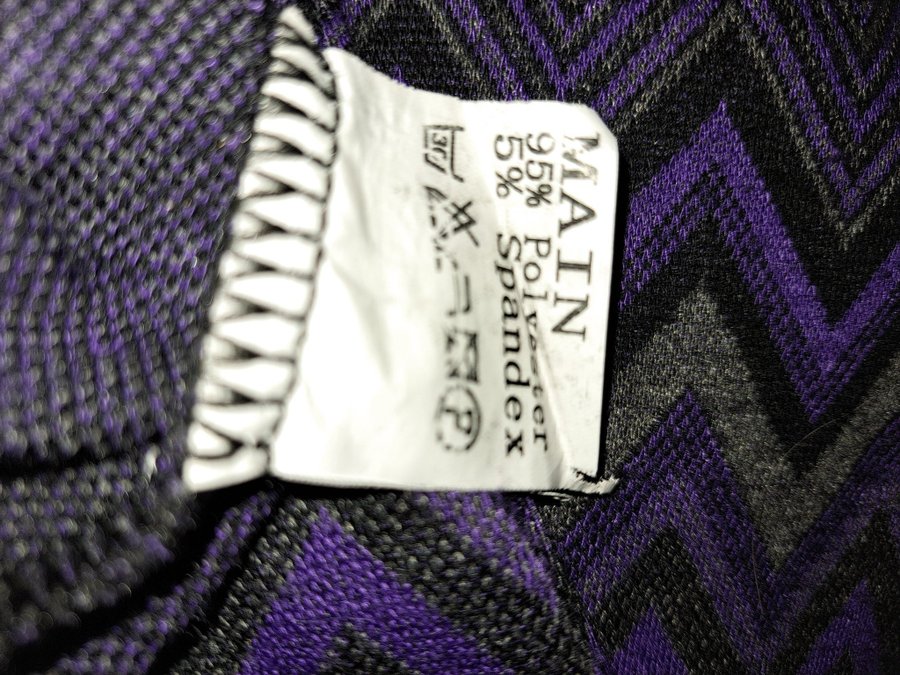 MAIN
95% Polyester
5% Spandex
P